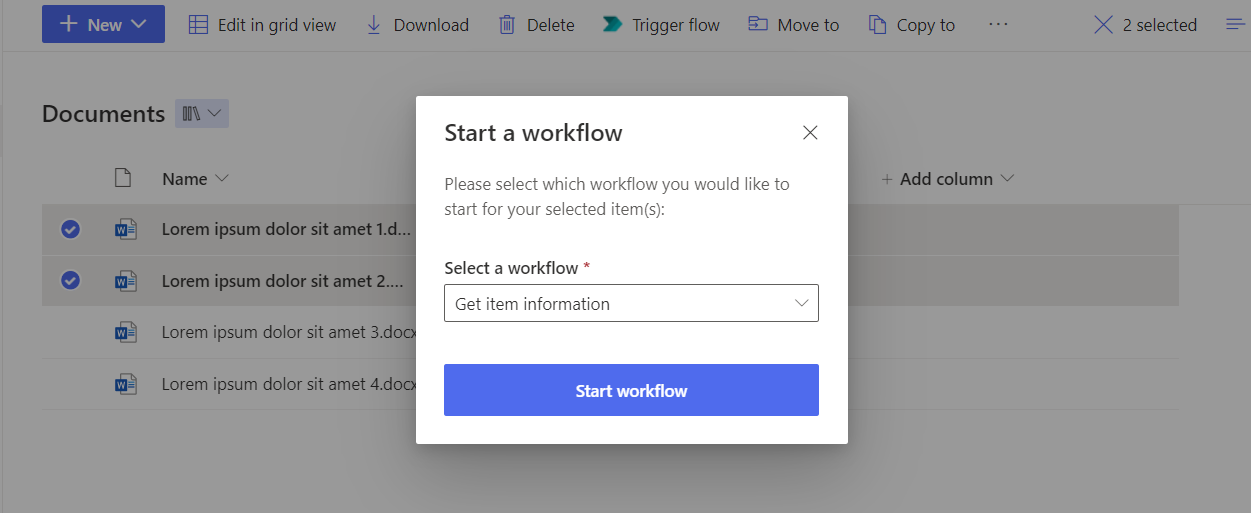 New
Edit in grid view
Download
Delete
Trigger flow
Move to
Copy to
...
2 selected
Documents
Name
Add column
Lorem ipsum dolor sit amet 1.d...
Lorem ipsum dolor sit amet 2....
Lorem ipsum dolor sit amet 3.docx
Lorem ipsum dolor sit amet 4.docx
Start a workflow
Please select which workflow you would like to
start for your selected item(s):
Select a workflow *
Get item information
Start workflow